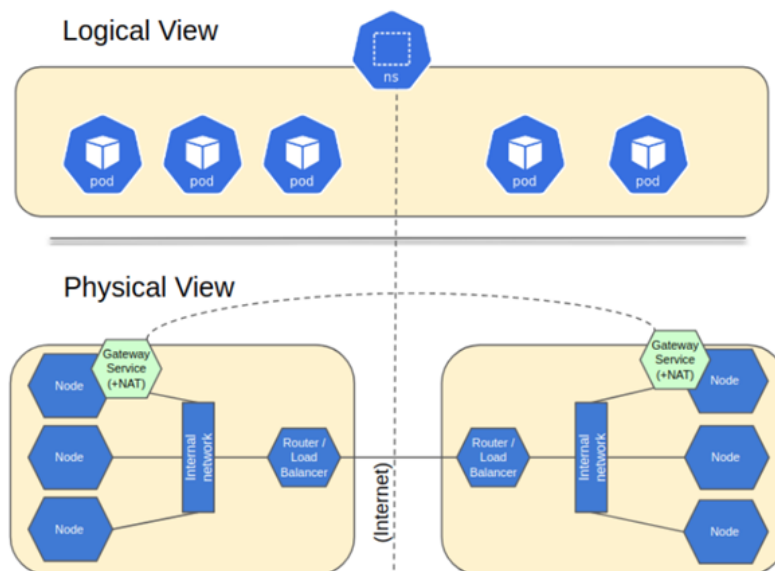 Logical View
ns
pod
pod
pod
pod
pod
Physical View
Gateway
Service
(+NAT)
Node
Node
Node
Internal
network
Router /
Load
Balancer
(Internet)
Router /
Load
Balancer
Internal
network
Gateway
Service
(+NAT)
Node
Node
Node